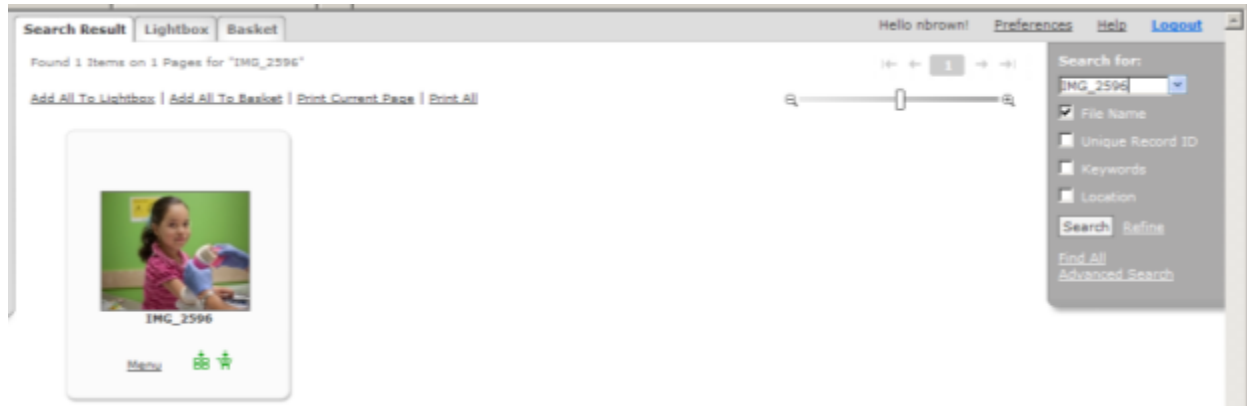 Search Result Lightbox Basket Hello nbrown! Preferences Help Logout
Found 1 Items on 1 Pages for "IMG_2596" 1
Add All To Lightbox | Add All To Basket | Print Current Page | Print All
IMG_2596
Menu
Search for:
IMG_2596
File Name
Unique Record ID
Keywords
Location
Search Refine
Find All
Advanced Search